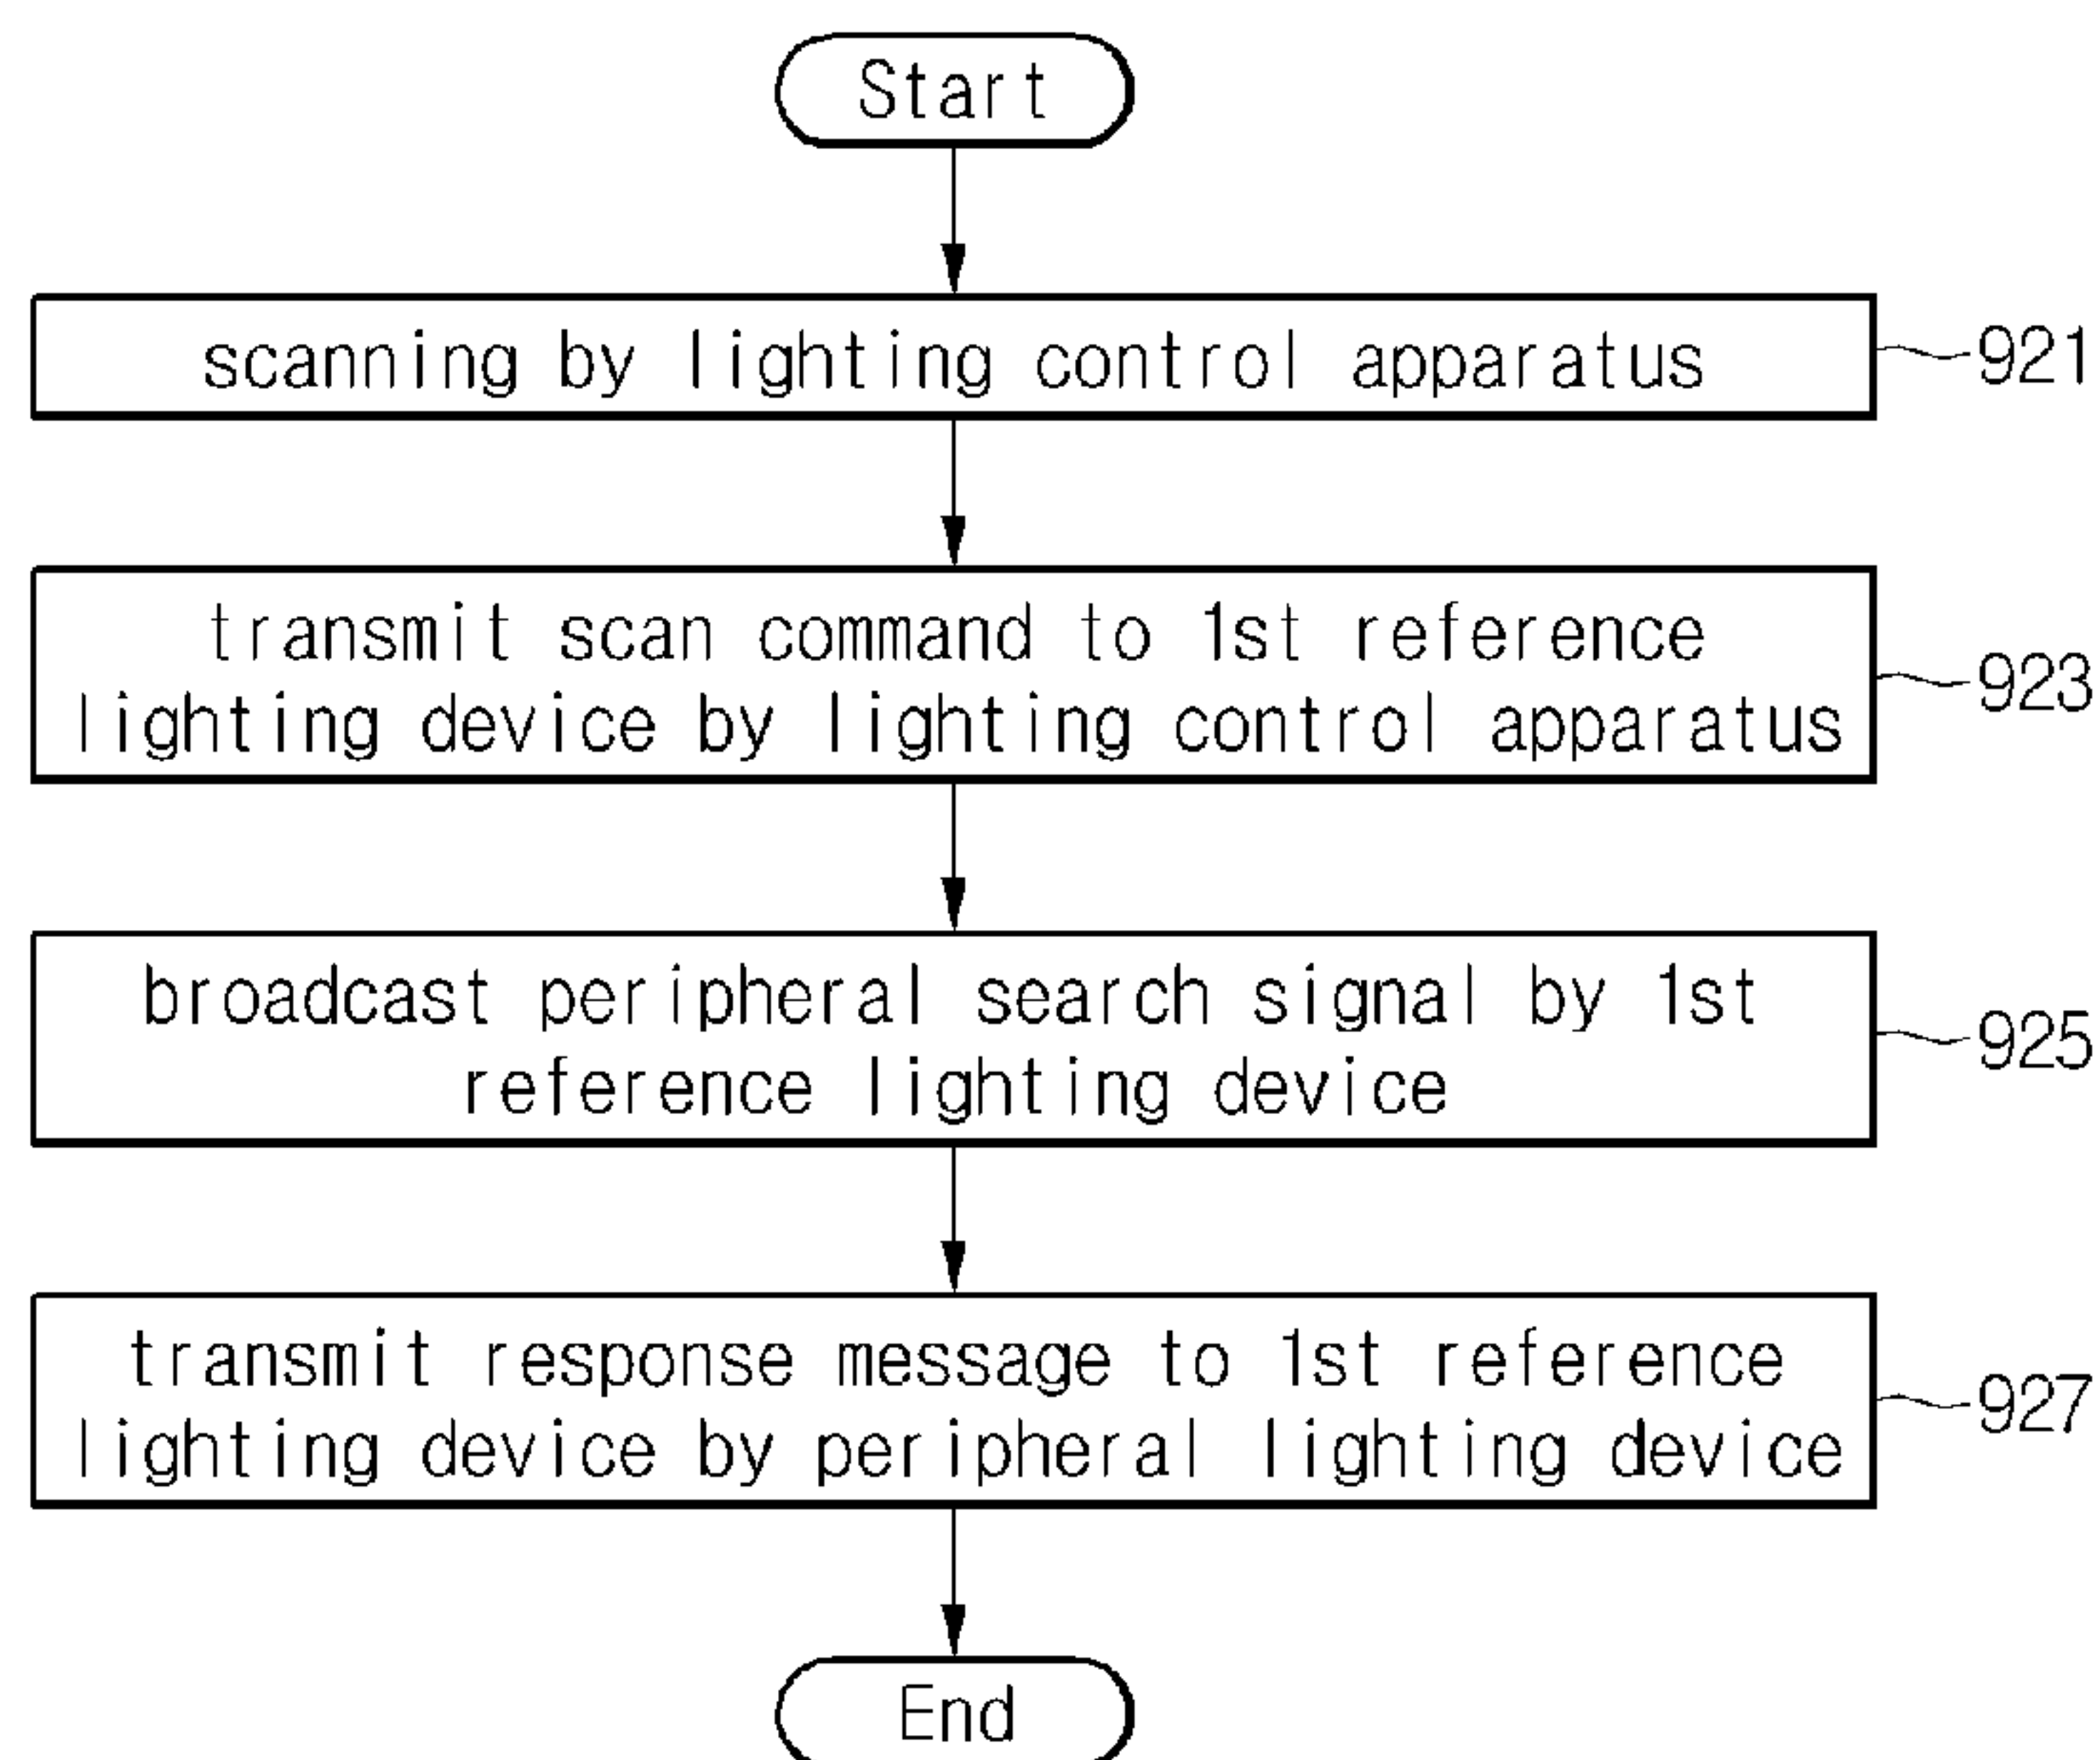 Start
scanning by lighting control apparatus
921
transmit scan command to 1st reference
lighting device by lighting control apparatus
923
broadcast peripheral search signal by 1st
reference lighting device
925
transmit response message to 1st reference
lighting device by peripheral lighting device
927
End